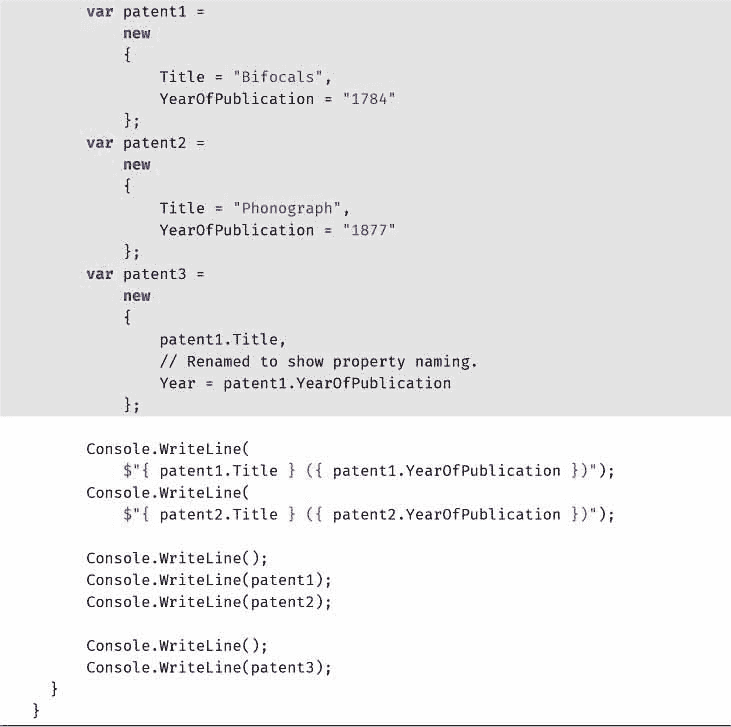 var patent1 =
new
{
Title = "Bifocals",
YearOfPublication = "1784"
};
var patent2 =
new
{
Title = "Phonograph",
YearOfPublication = "1877"
};
var patent3 =
new
{
patent1.Title,
// Renamed to show property naming.
Year = patent1.YearOfPublication
};
Console.WriteLine(
$"{ patent1.Title } ({ patent1.YearOfPublication })");
Console.WriteLine(
$"{ patent2.Title } ({ patent2.YearOfPublication })");
Console.WriteLine();
Console.WriteLine(patent1);
Console.WriteLine(patent2);
Console.WriteLine();
Console.WriteLine(patent3);
}
}